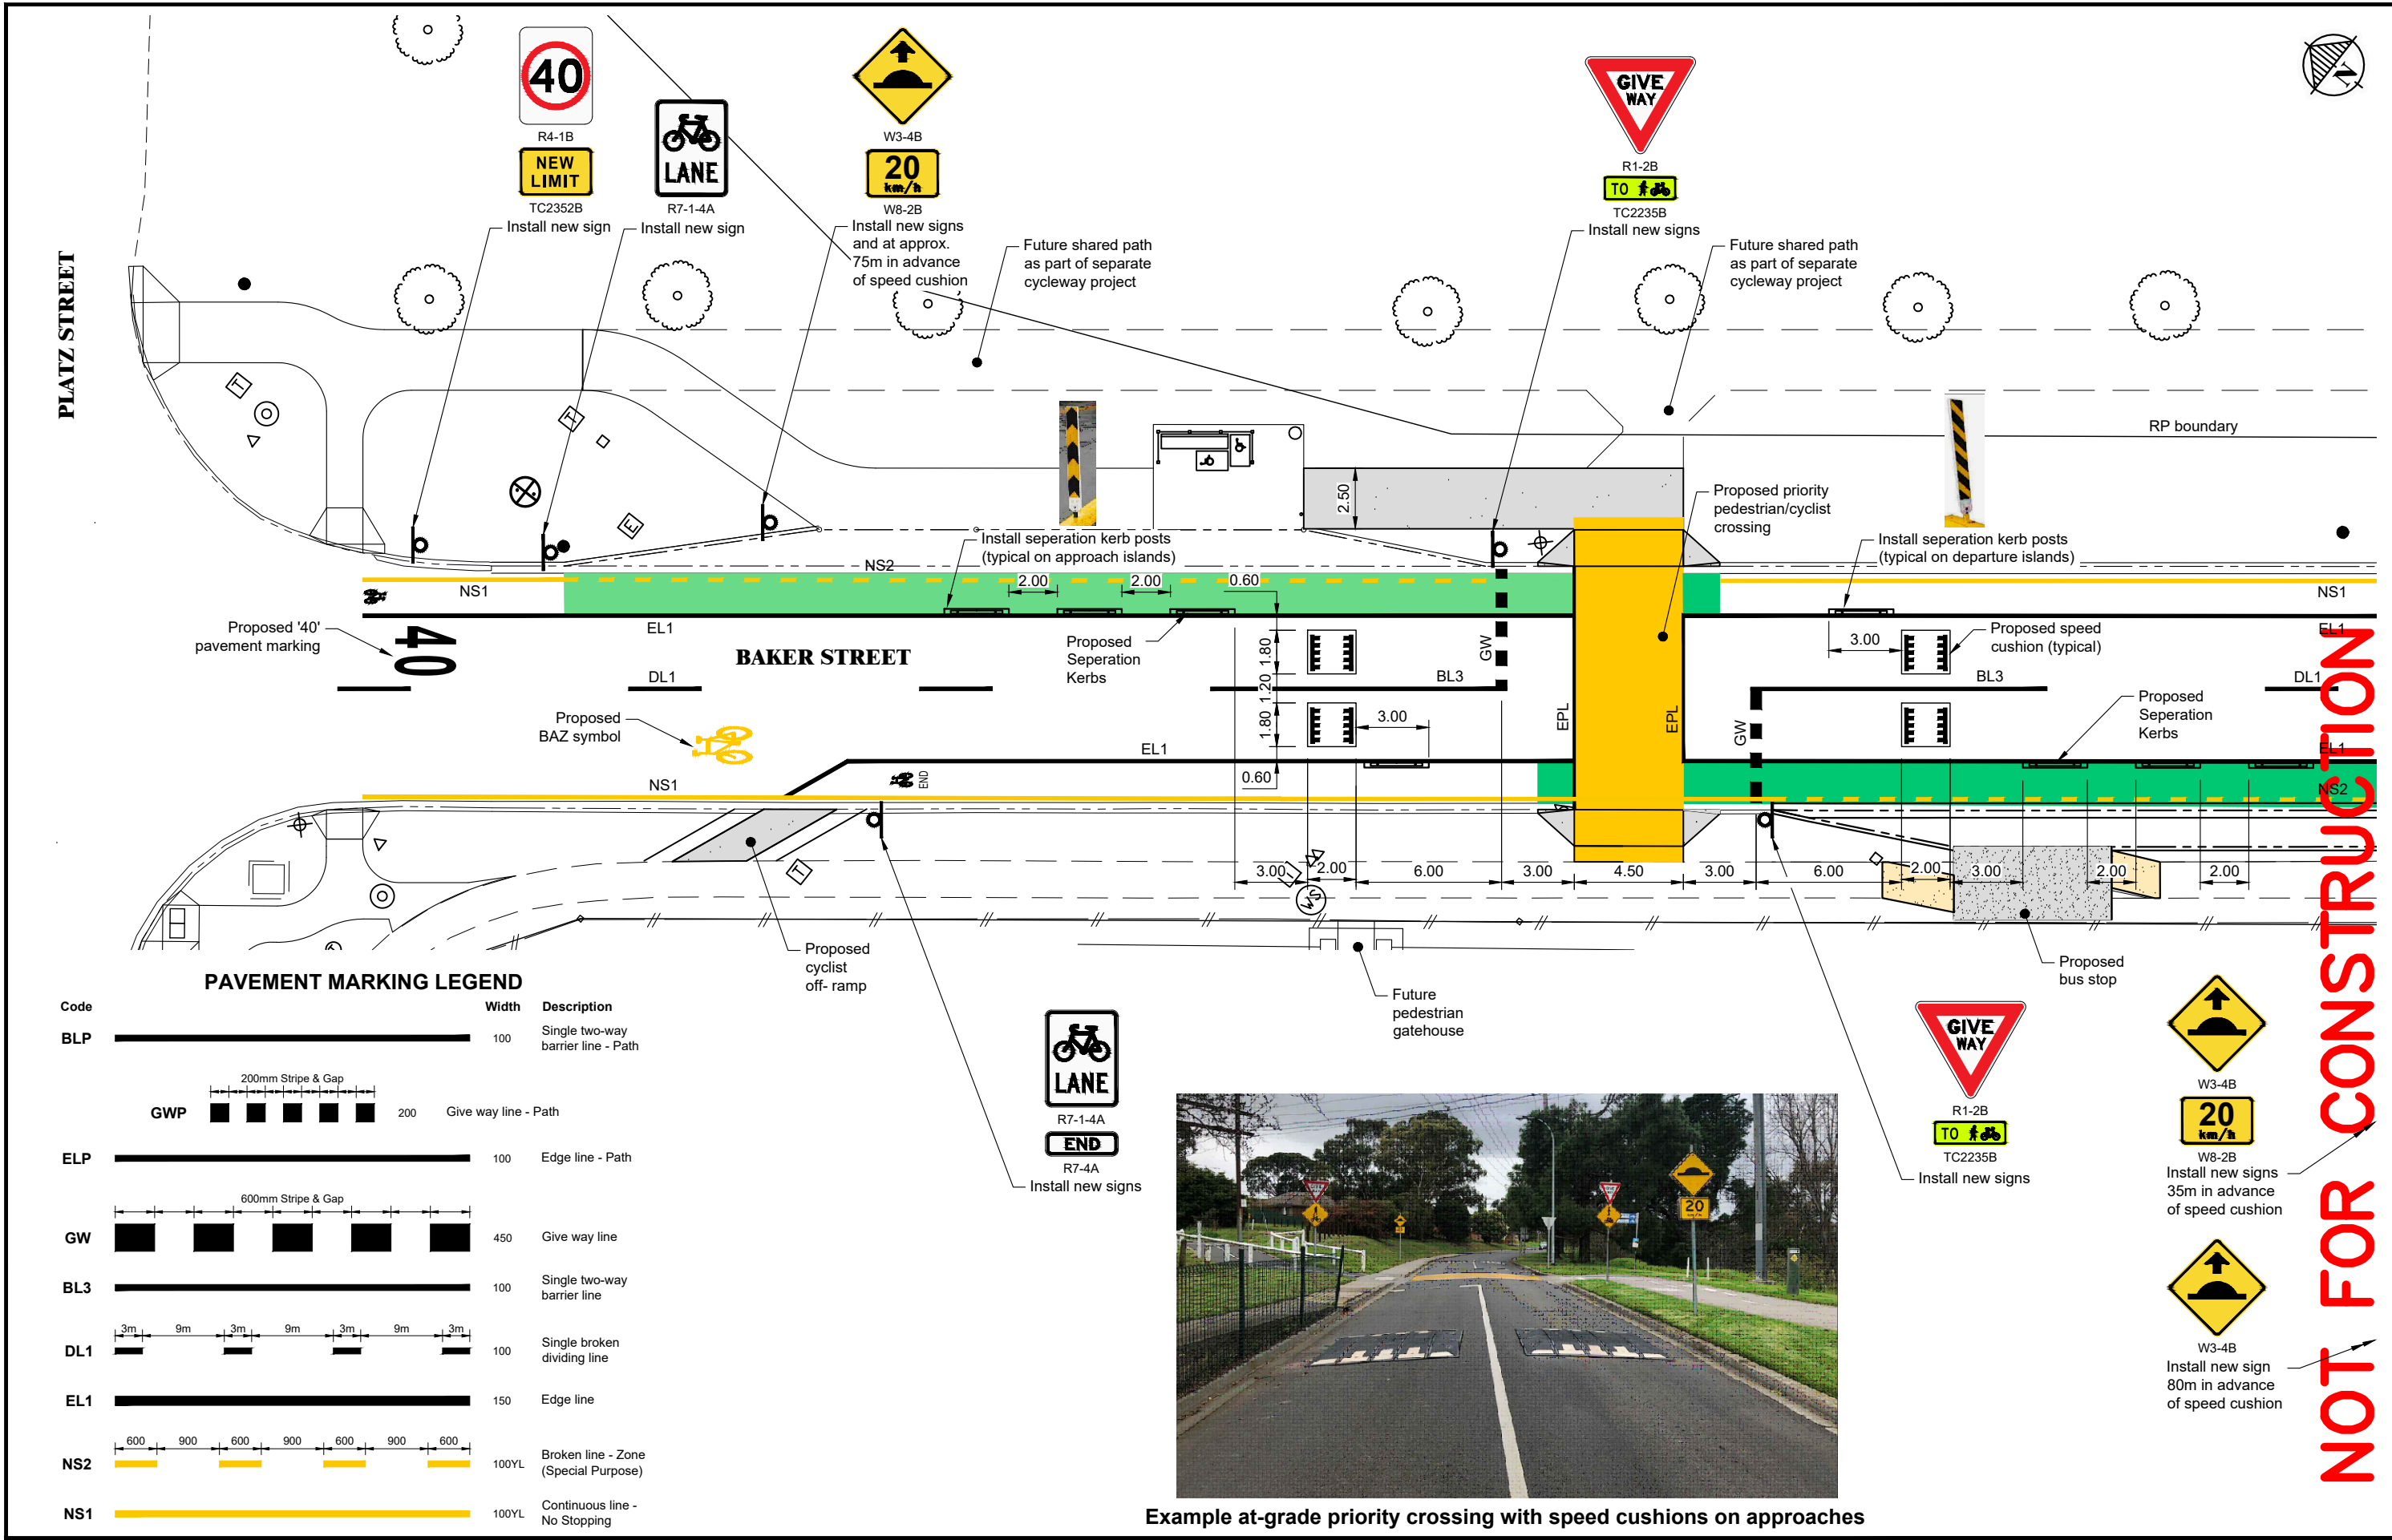 40
R4-1B
NEW
LIMIT
TC2352B
Install new sign
LANE
R7-1-4A
Install new sign
W3-4B
20
km/h
W8-2B
Install new signs
and at approx.
75m in advance
of speed cushion
Future shared path
as part of separate
cycleway project
GIVE
WAY
R1-2B
TO
TC2235B
Install new signs
Future shared path
as part of separate
cycleway project
N
PLATZ STREET
T
T
E
RP boundary
2.50
Proposed priority
pedestrian/cyclist
crossing
Install seperation kerb posts
(typical on approach islands)
Install seperation kerb posts
(typical on departure islands)
NS2
NS1
2.00
2.00
0.60
NS1
Proposed '40'
pavement marking
40
EL1
BAKER STREET
Proposed
Seperation
Kerbs
1.80
1.20
1.80
GW
3.00
Proposed speed
cushion (typical)
EL1
DL1
BL3
BL3
DL1
Proposed
BAZ symbol
3.00
EPL
EPL
GW
Proposed
Seperation
Kerbs
EL1
EL1
NS1
END
0.60
NS2
T
WS
3.00
2.00
6.00
3.00
4.50
3.00
6.00
2.00
3.00
2.00
2.00
Proposed
cyclist
off- ramp
Future
pedestrian
gatehouse
Proposed
bus stop
LANE
R7-1-4A
END
R7-4A
Install new signs
GIVE
WAY
R1-2B
TO
TC2235B
Install new signs
W3-4B
20
km/h
W8-2B
Install new signs
35m in advance
of speed cushion
W3-4B
Install new sign
80m in advance
of speed cushion
NOT FOR CONSTRUCTION
PAVEMENT MARKING LEGEND
Code Width Description
BLP 100 Single two-way
barrier line - Path
200mm Stripe & Gap
GWP 200 Give way line - Path
ELP 100 Edge line - Path
600mm Stripe & Gap
GW 450 Give way line
BL3 100 Single two-way
barrier line
3m 9m 3m 9m 3m 9m 3m
DL1 100 Single broken
dividing line
EL1 150 Edge line
600 900 600 900 600 900 600
NS2 100YL Broken line - Zone
(Special Purpose)
NS1 100YL Continuous line -
No Stopping
20
Example at-grade priority crossing with speed cushions on approaches